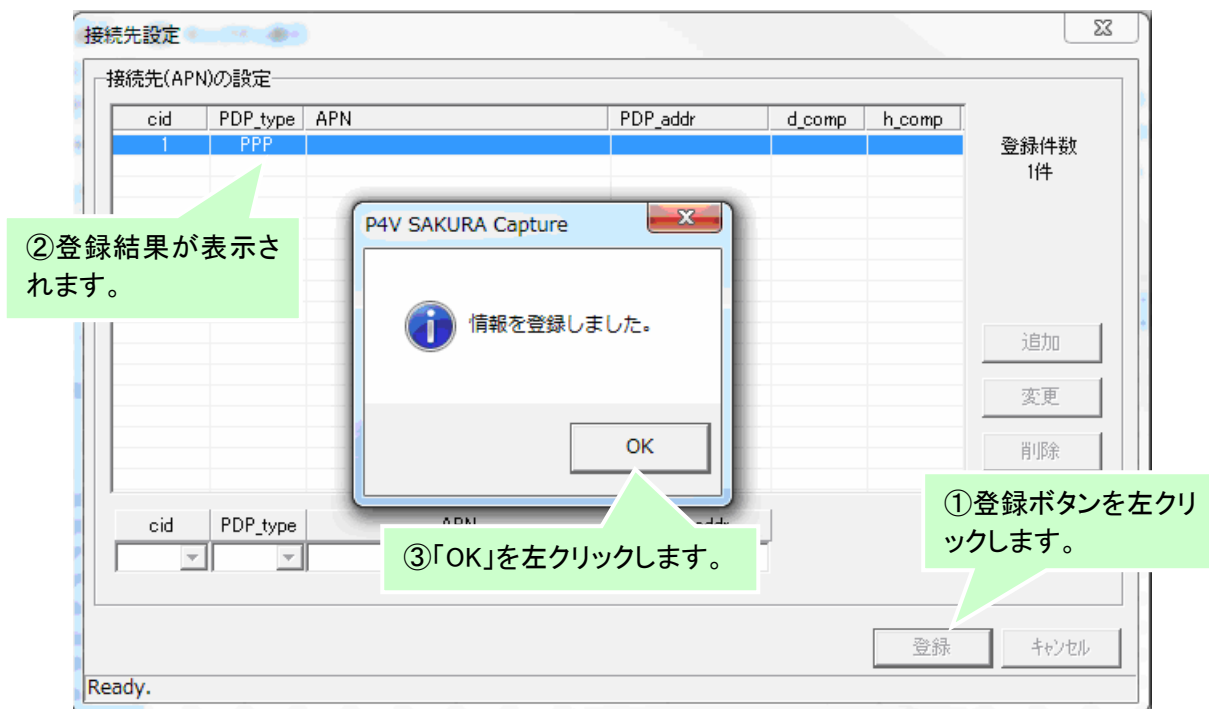 接続先設定
接続先(APN)の設定
cid PDP_type APN PDP_addr d_comp h_comp
1 PPP
登録件数
1件
②登録結果が表示さ
れます。
P4V SAKURA Capture
情報を登録しました。
OK
追加
変更
削除
①登録ボタンを左クリ
ックします。
cid PDP_type
③「OK」を左クリックします。
登録 キャンセル
Ready.